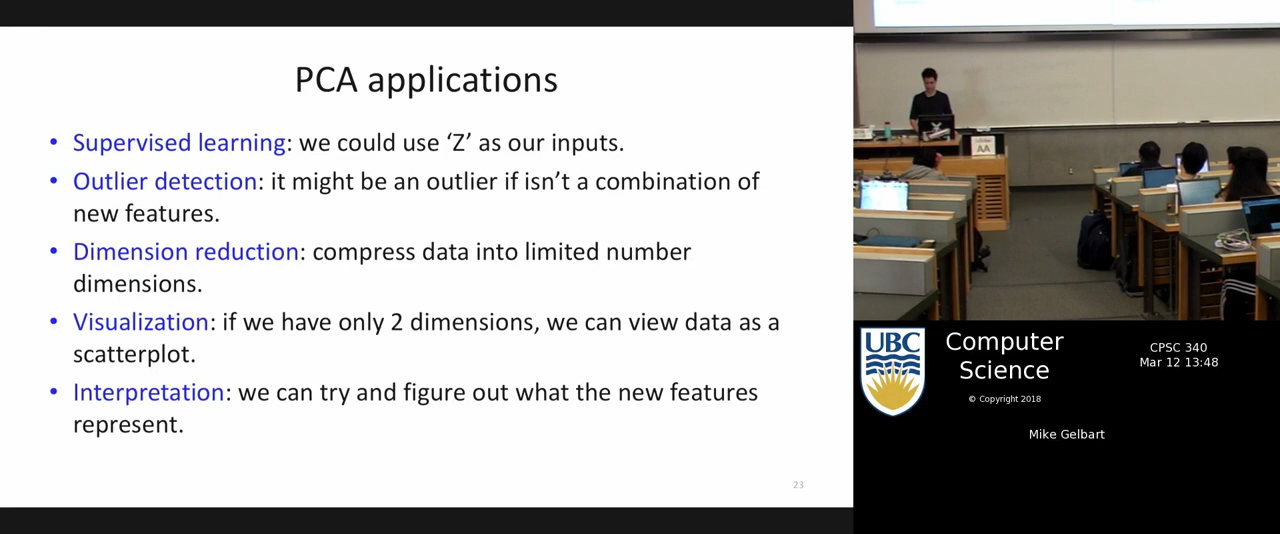 PCA applications
• Supervised learning: we could use ‘Z’ as our inputs.
• Outlier detection: it might be an outlier if isn’t a combination of
new features.
• Dimension reduction: compress data into limited number
dimensions.
• Visualization: if we have only 2 dimensions, we can view data as a
scatterplot.
• Interpretation: we can try and figure out what the new features
represent.
23
AA
UBC
Computer
Science
© Copyright 2018
CPSC 340
Mar 12 13:48
Mike Gelbart